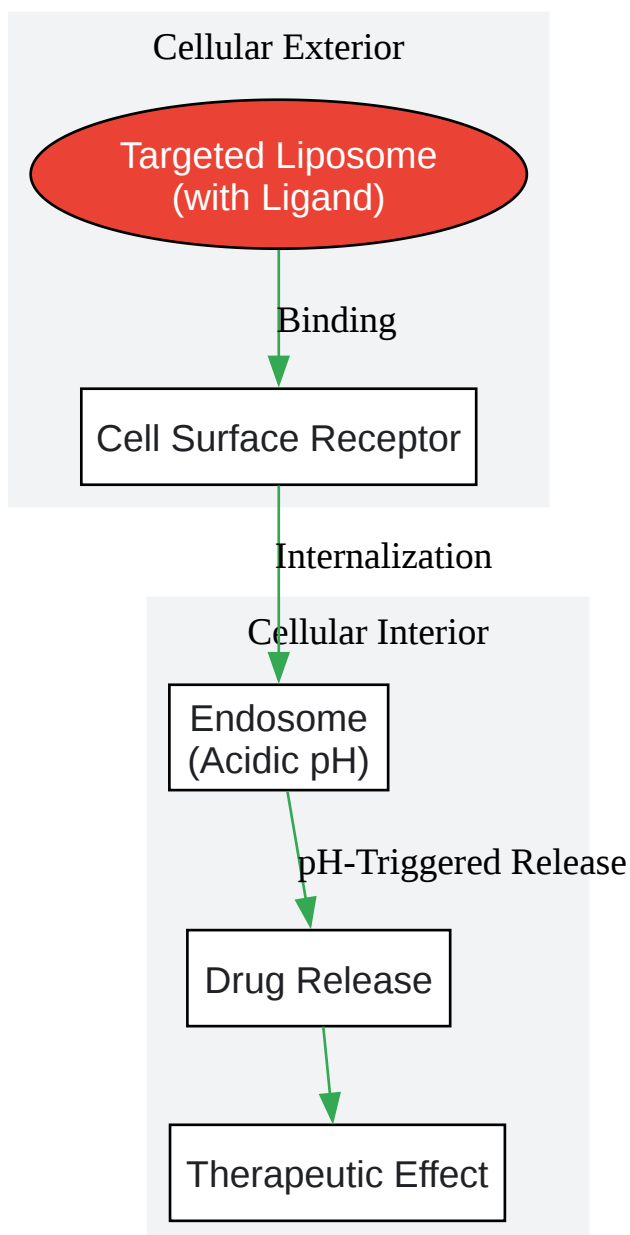 Cellular Exterior
Targeted Liposome
(with Ligand)
Binding
Cell Surface Receptor
Internalization
Cellular Interior
Endosome
(Acidic pH)
pH-Triggered Release
Drug Release
Therapeutic Effect